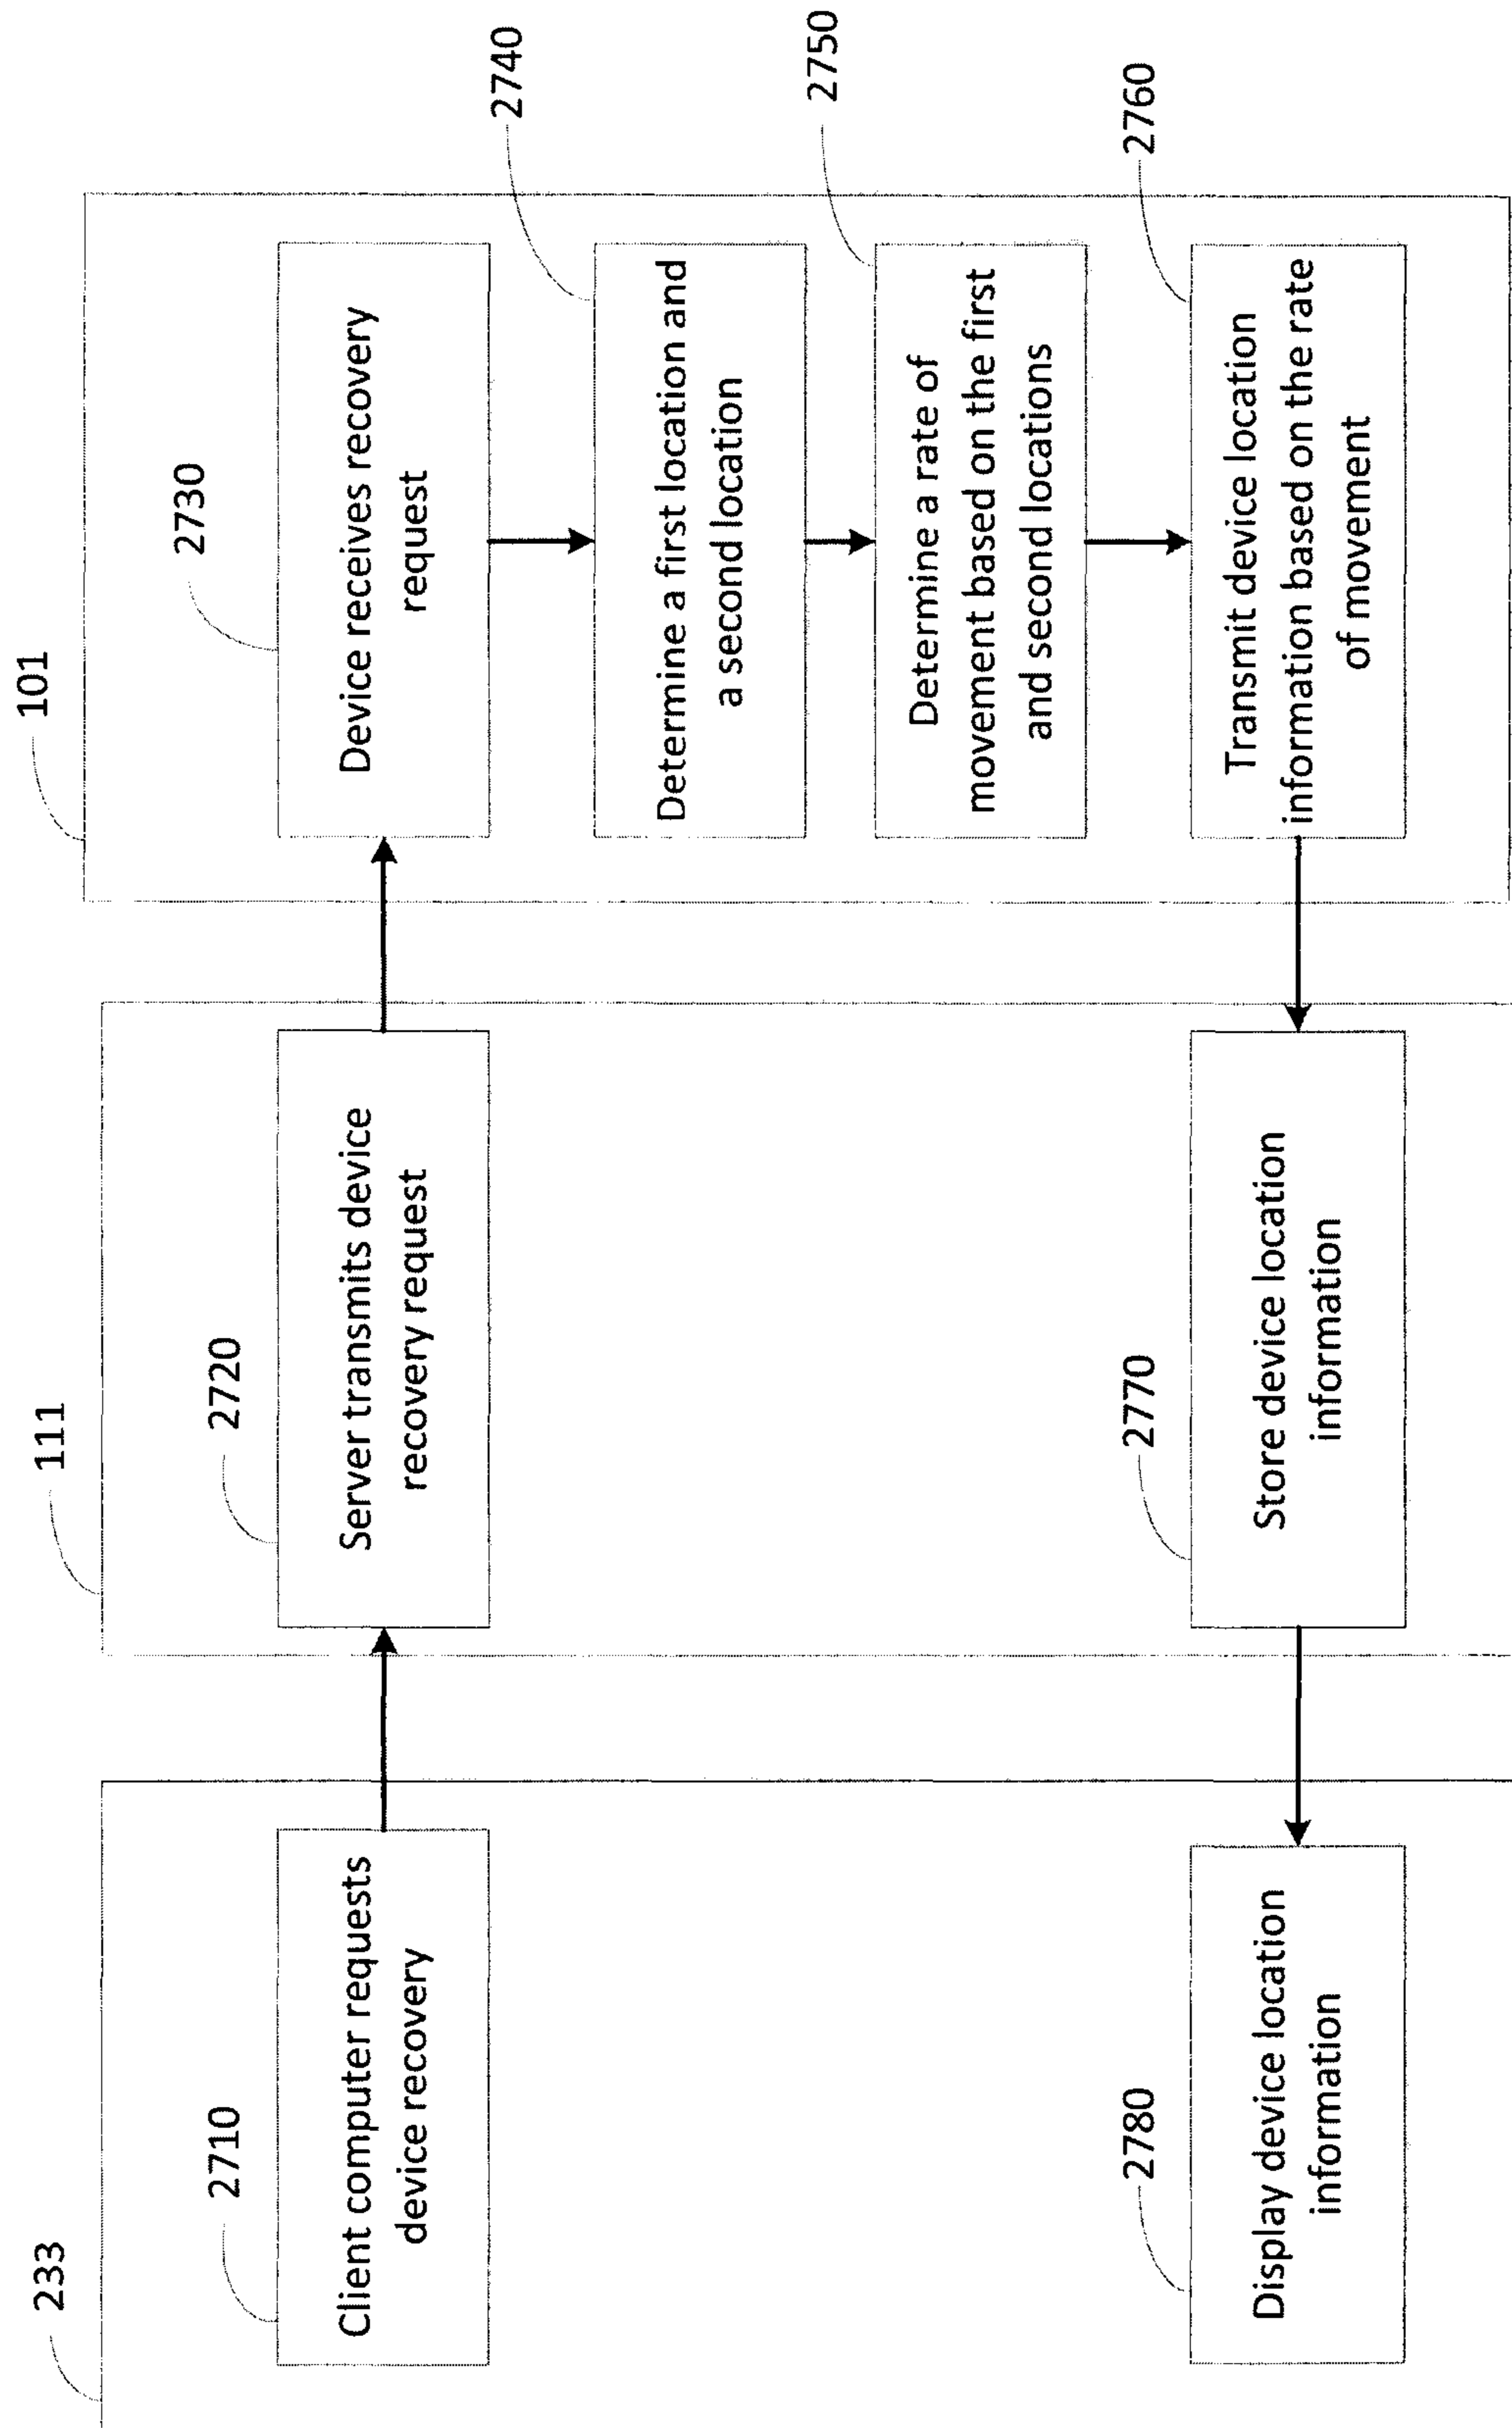 233
111
101
2710
Client computer requests
device recovery
2720
Server transmits device
recovery request
2730
Device receives recovery
request
2740
Determine a first location and
a second location
2750
Determine a rate of
movement based on the first
and second locations
2760
Transmit device location
information based on the rate
of movement
2770
Store device location
information
2780
Display device location
information